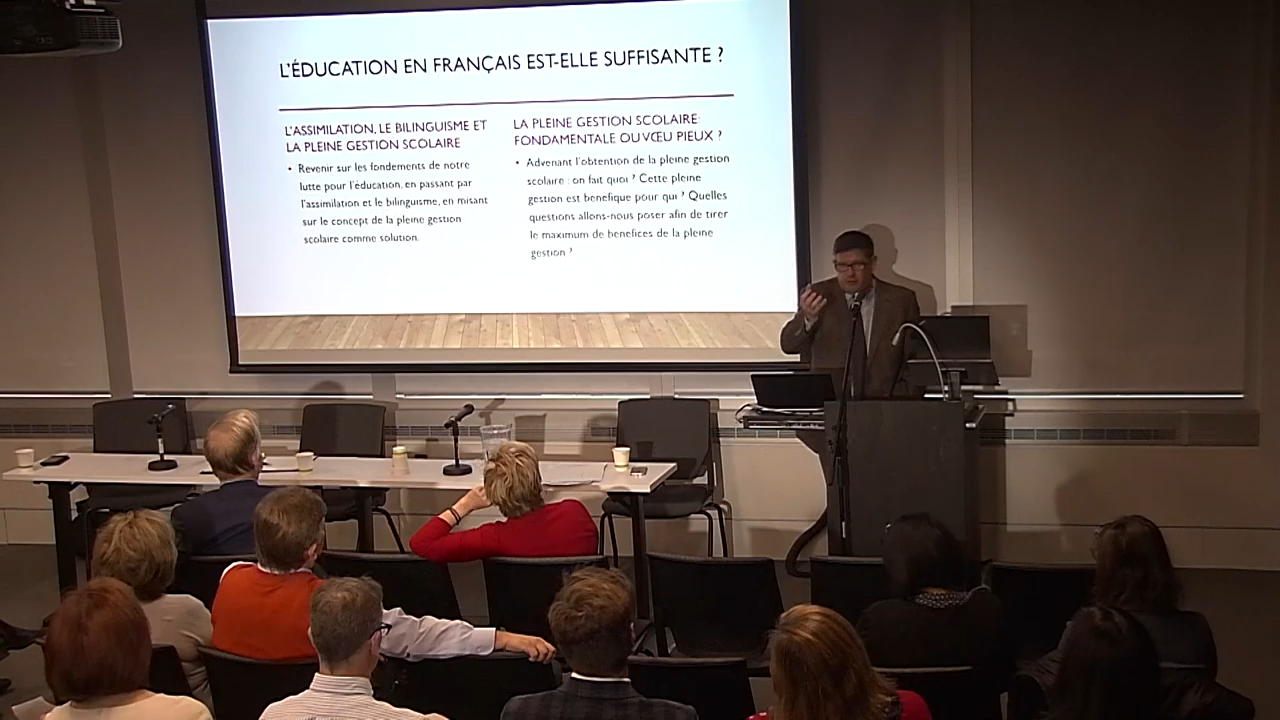 L'ÉDUCATION EN FRANÇAIS EST-ELLE SUFFISANTE ?
L'ASSIMILATION, LE BILINGUISME ET
LA PLEINE GESTION SCOLAIRE
• Revenir sur les fondements de notre
lutte pour l'éducation, en passant par
l'assimilation et le bilinguisme, en misant
sur le concept de la pleine gestion
scolaire comme solution.
LA PLEINE GESTION SCOLAIRE:
FONDAMENTALE OU VŒU PIEUX ?
• Advenant l'obtention de la pleine gestion
scolaire : on fait quoi ? Cette pleine
gestion est benefique pour qui ? Quelles
questions allons-nous poser afin de tirer
le maximum de benefices de la pleine
gestion ?